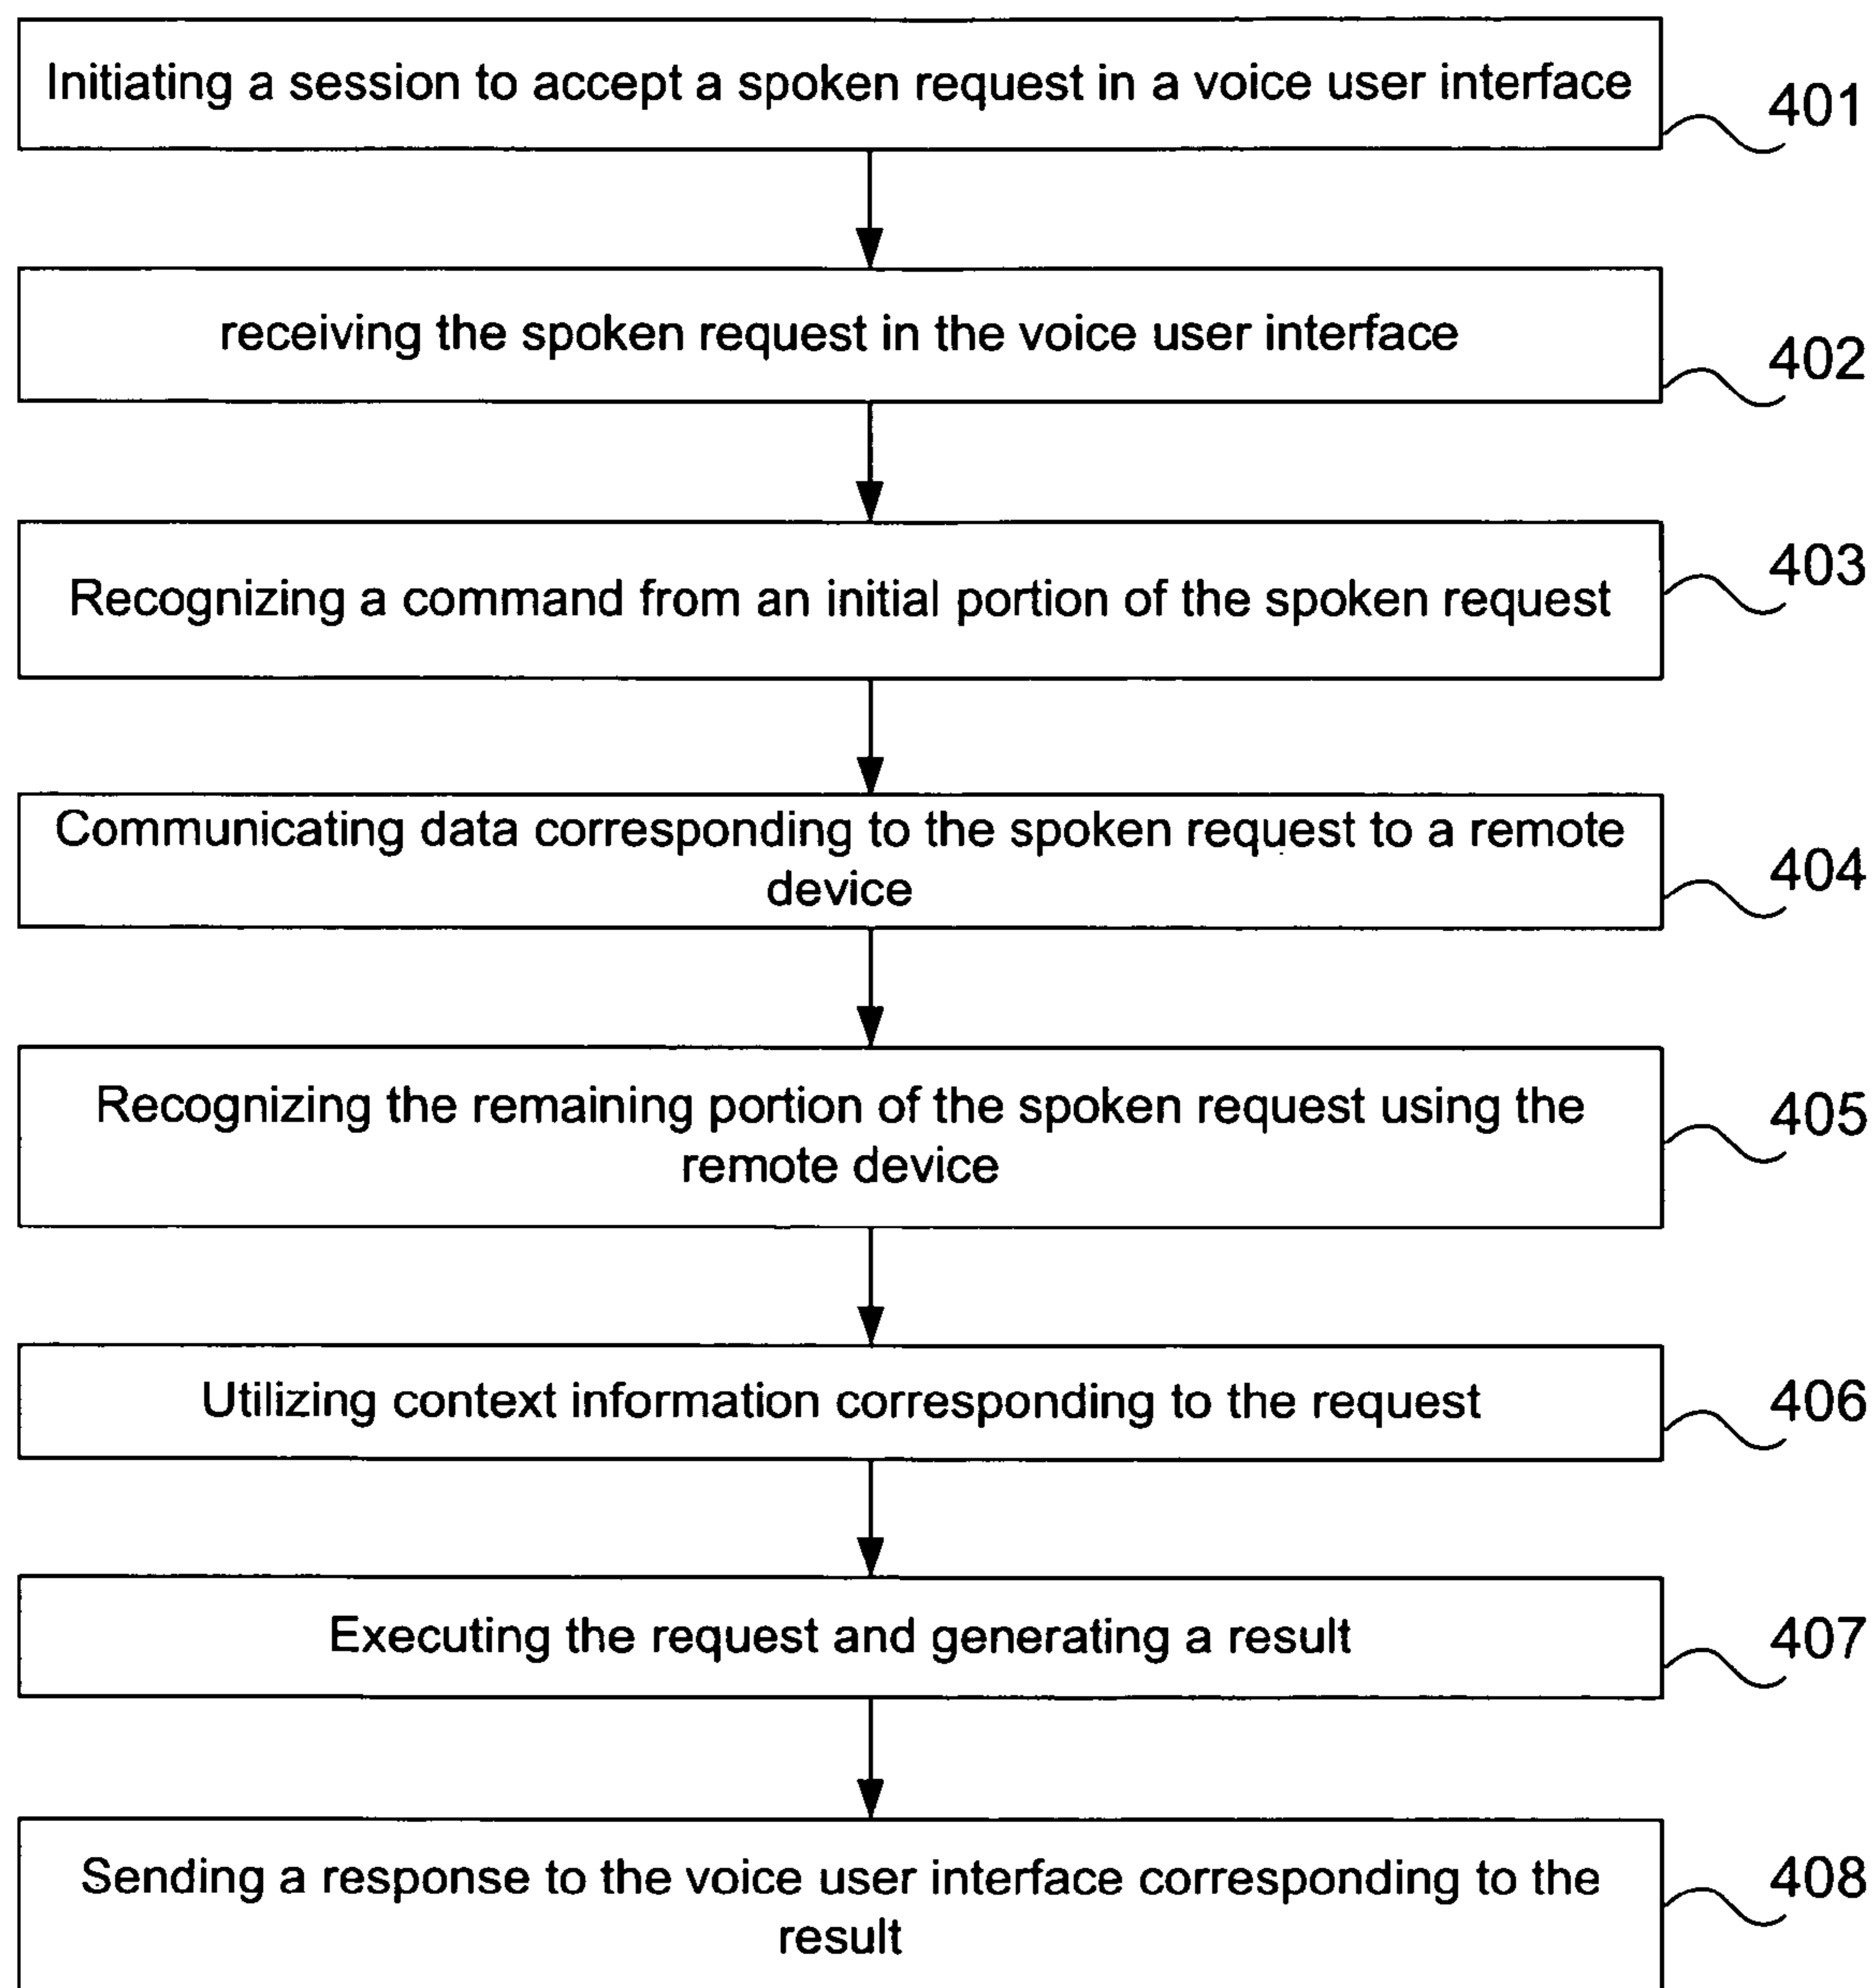 Initiating a session to accept a spoken request in a voice user interface
401
receiving the spoken request in the voice user interface
402
Recognizing a command from an initial portion of the spoken request
403
Communicating data corresponding to the spoken request to a remote
device
404
Recognizing the remaining portion of the spoken request using the
remote device
405
Utilizing context information corresponding to the request
406
Executing the request and generating a result
407
Sending a response to the voice user interface corresponding to the
result
408